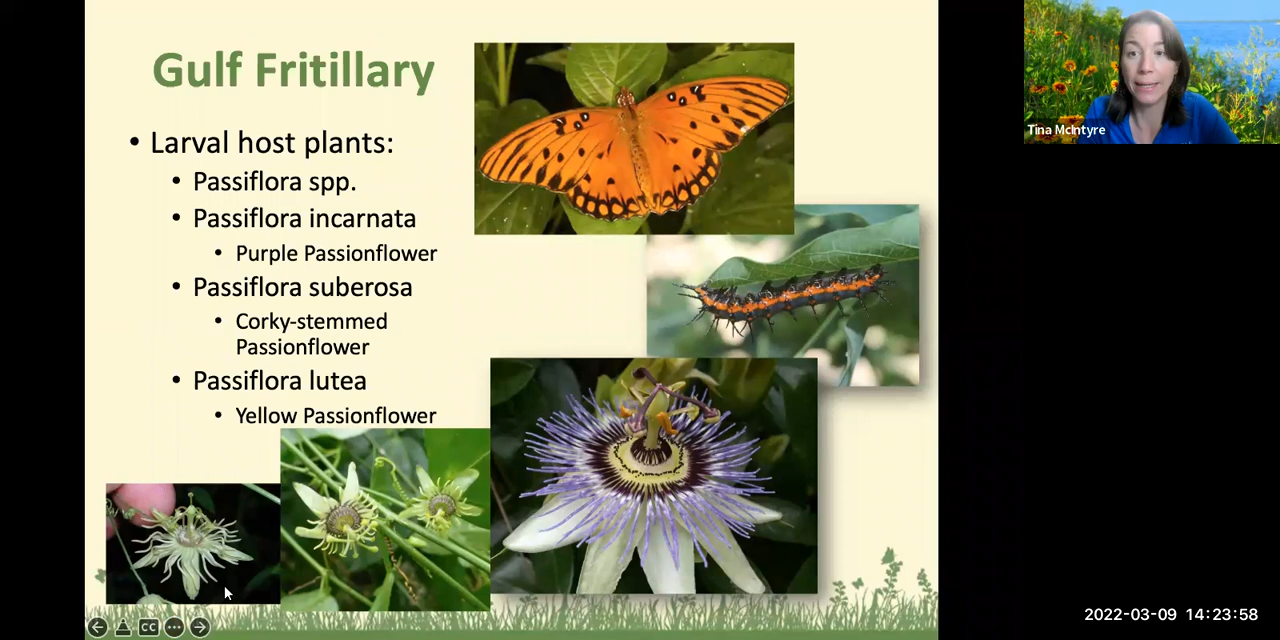 Gulf Fritillary
• Larval host plants:
• Passiflora spp.
• Passiflora incarnata
• Purple Passionflower
• Passiflora suberosa
• Corky-stemmed
Passionflower
• Passiflora lutea
• Yellow Passionflower
Tina McIntyre
CC
2022-03-09 14:23:58